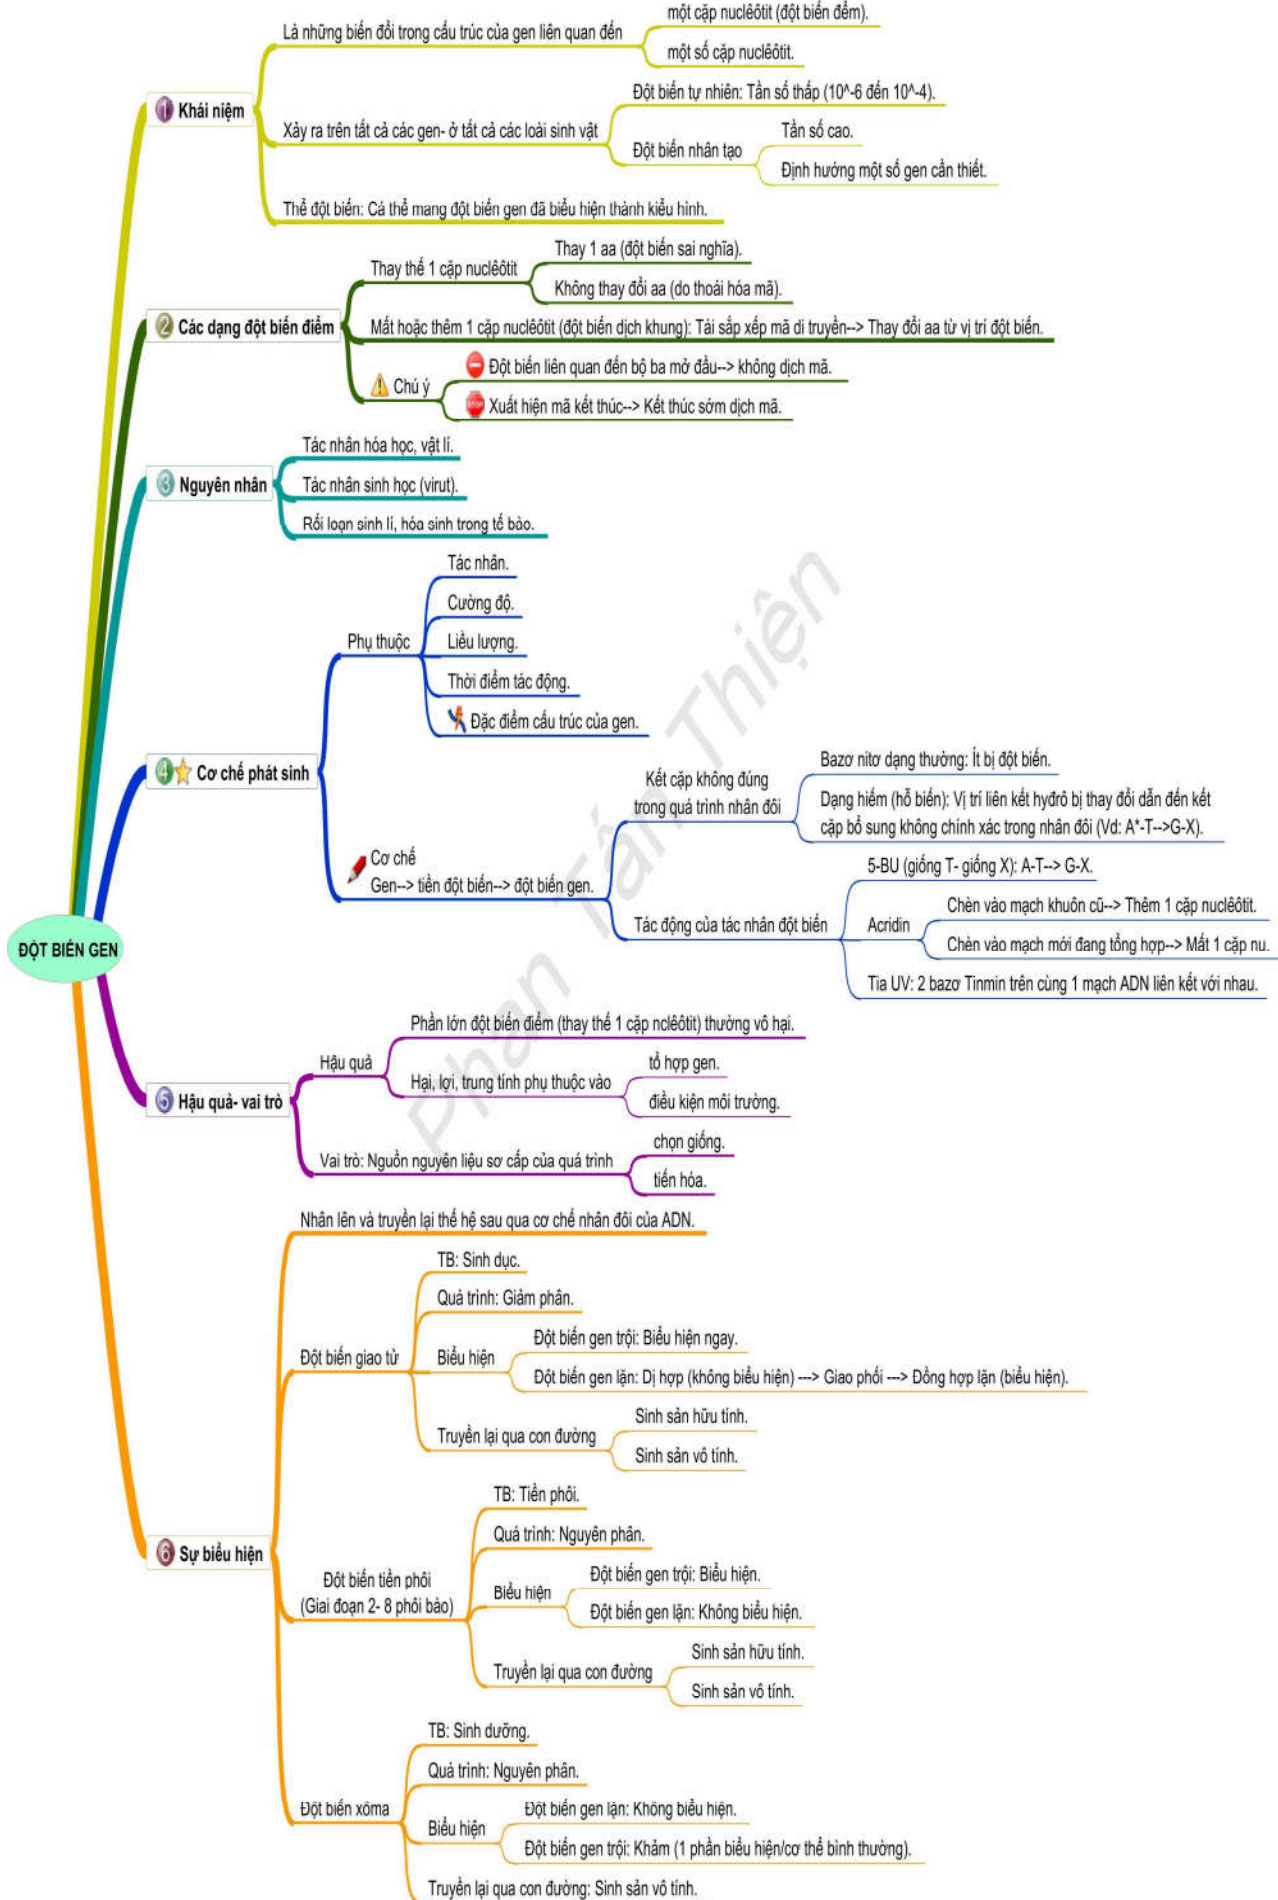 ĐỘT BIẾN GEN
1 Khái niệm
Là những biến đổi trong cấu trúc của gen liên quan đến
một cặp nuclêôtit (đột biến đểm).
một số cặp nuclêôtit.
Xảy ra trên tất cả các gen- ở tất cả các loài sinh vật
Đột biến tự nhiên: Tần số thấp (10^-6 đến 10^-4).
Đột biến nhân tạo
Tần số cao.
Định hướng một số gen cần thiết.
Thể đột biến: Cá thể mang đột biến gen đã biểu hiện thành kiểu hình.
2 Các dạng đột biến điểm
Thay thế 1 cặp nuclêôtit
Thay 1 aa (đột biến sai nghĩa).
Không thay đổi aa (do thoái hóa mã).
Mất hoặc thêm 1 cặp nuclêôtit (đột biến dịch khung): Tái sắp xếp mã di truyền--> Thay đổi aa từ vị trí đột biến.
Chú ý
Đột biến liên quan đến bộ ba mở đầu--> không dịch mã.
STOP Xuất hiện mã kết thúc--> Kết thúc sớm dịch mã.
3 Nguyên nhân
Tác nhân hóa học, vật lí.
Tác nhân sinh học (virut).
Rối loạn sinh lí, hóa sinh trong tế bào.
4 Cơ chế phát sinh
Phụ thuộc
Tác nhân.
Cường độ.
Liều lượng.
Thời điểm tác động.
Đặc điểm cấu trúc của gen.
Cơ chế
Gen--> tiền đột biến--> đột biến gen.
Kết cặp không đúng
trong quá trình nhân đôi
Bazơ nitơ dạng thường: Ít bị đột biến.
Dạng hiếm (hỗ biến): Vị trí liên kết hyđrô bị thay đổi dẫn đến kết
cặp bổ sung không chính xác trong nhân đôi (Vd: A*-T-->G-X).
Tác động của tác nhân đột biến
5-BU (giống T- giống X): A-T--> G-X.
Acridin
Chèn vào mạch khuôn cũ--> Thêm 1 cặp nuclêôtit.
Chèn vào mạch mới đang tổng hợp--> Mất 1 cặp nu.
Tia UV: 2 bazơ Tinmin trên cùng 1 mạch ADN liên kết với nhau.
5 Hậu quả- vai trò
Hậu quả
Phần lớn đột biến điểm (thay thế 1 cặp nclêôtit) thường vô hại.
Hại, lợi, trung tính phụ thuộc vào
tổ hợp gen.
điều kiện môi trường.
Vai trò: Nguồn nguyên liệu sơ cấp của quá trình
chọn giống.
tiến hóa.
6 Sự biểu hiện
Nhân lên và truyền lại thế hệ sau qua cơ chế nhân đôi của ADN.
Đột biến giao tử
TB: Sinh dục.
Quá trình: Giảm phân.
Biểu hiện
Đột biến gen trội: Biểu hiện ngay.
Đột biến gen lặn: Dị hợp (không biểu hiện) ---> Giao phối ---> Đồng hợp lặn (biểu hiện).
Truyền lại qua con đường
Sinh sản hữu tính.
Sinh sản vô tính.
Đột biến tiền phôi
(Giai đoạn 2- 8 phôi bào)
TB: Tiền phôi.
Quá trình: Nguyên phân.
Biểu hiện
Đột biến gen trội: Biểu hiện.
Đột biến gen lặn: Không biểu hiện.
Truyền lại qua con đường
Sinh sản hữu tính.
Sinh sản vô tính.
Đột biến xôma
TB: Sinh dưỡng.
Quá trình: Nguyên phân.
Biểu hiện
Đột biến gen lặn: Không biểu hiện.
Đột biến gen trội: Khảm (1 phần biểu hiện/cơ thể bình thường).
Truyền lại qua con đường: Sinh sản vô tính.
Phan Tấn Thiện